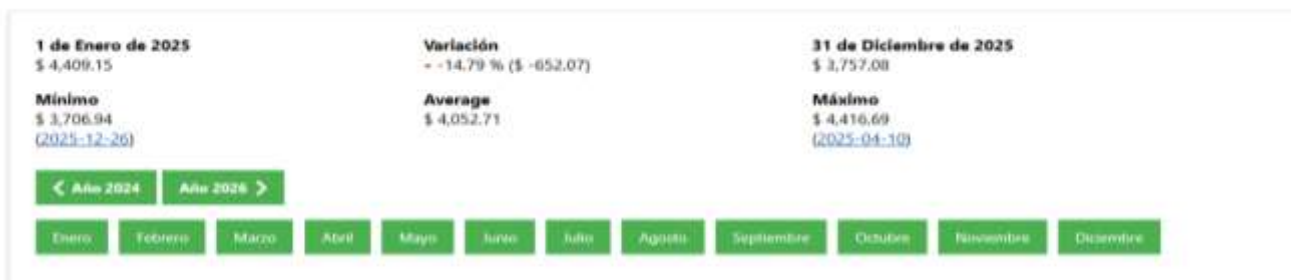 1 de Enero de 2025
$ 4,409.15
Variación
- -14.79 % ($ -652.07)
31 de Diciembre de 2025
$ 3,757.08
Mínimo
$ 3,706.94
(2025-12-26)
Average
$ 4,052.71
Máximo
$ 4,416.69
(2025-04-10)
❮ Año 2024
Año 2026 ❯
Enero
Febrero
Marzo
Abril
Mayo
Junio
Julio
Agosto
Septiembre
Octubre
Noviembre
Diciembre